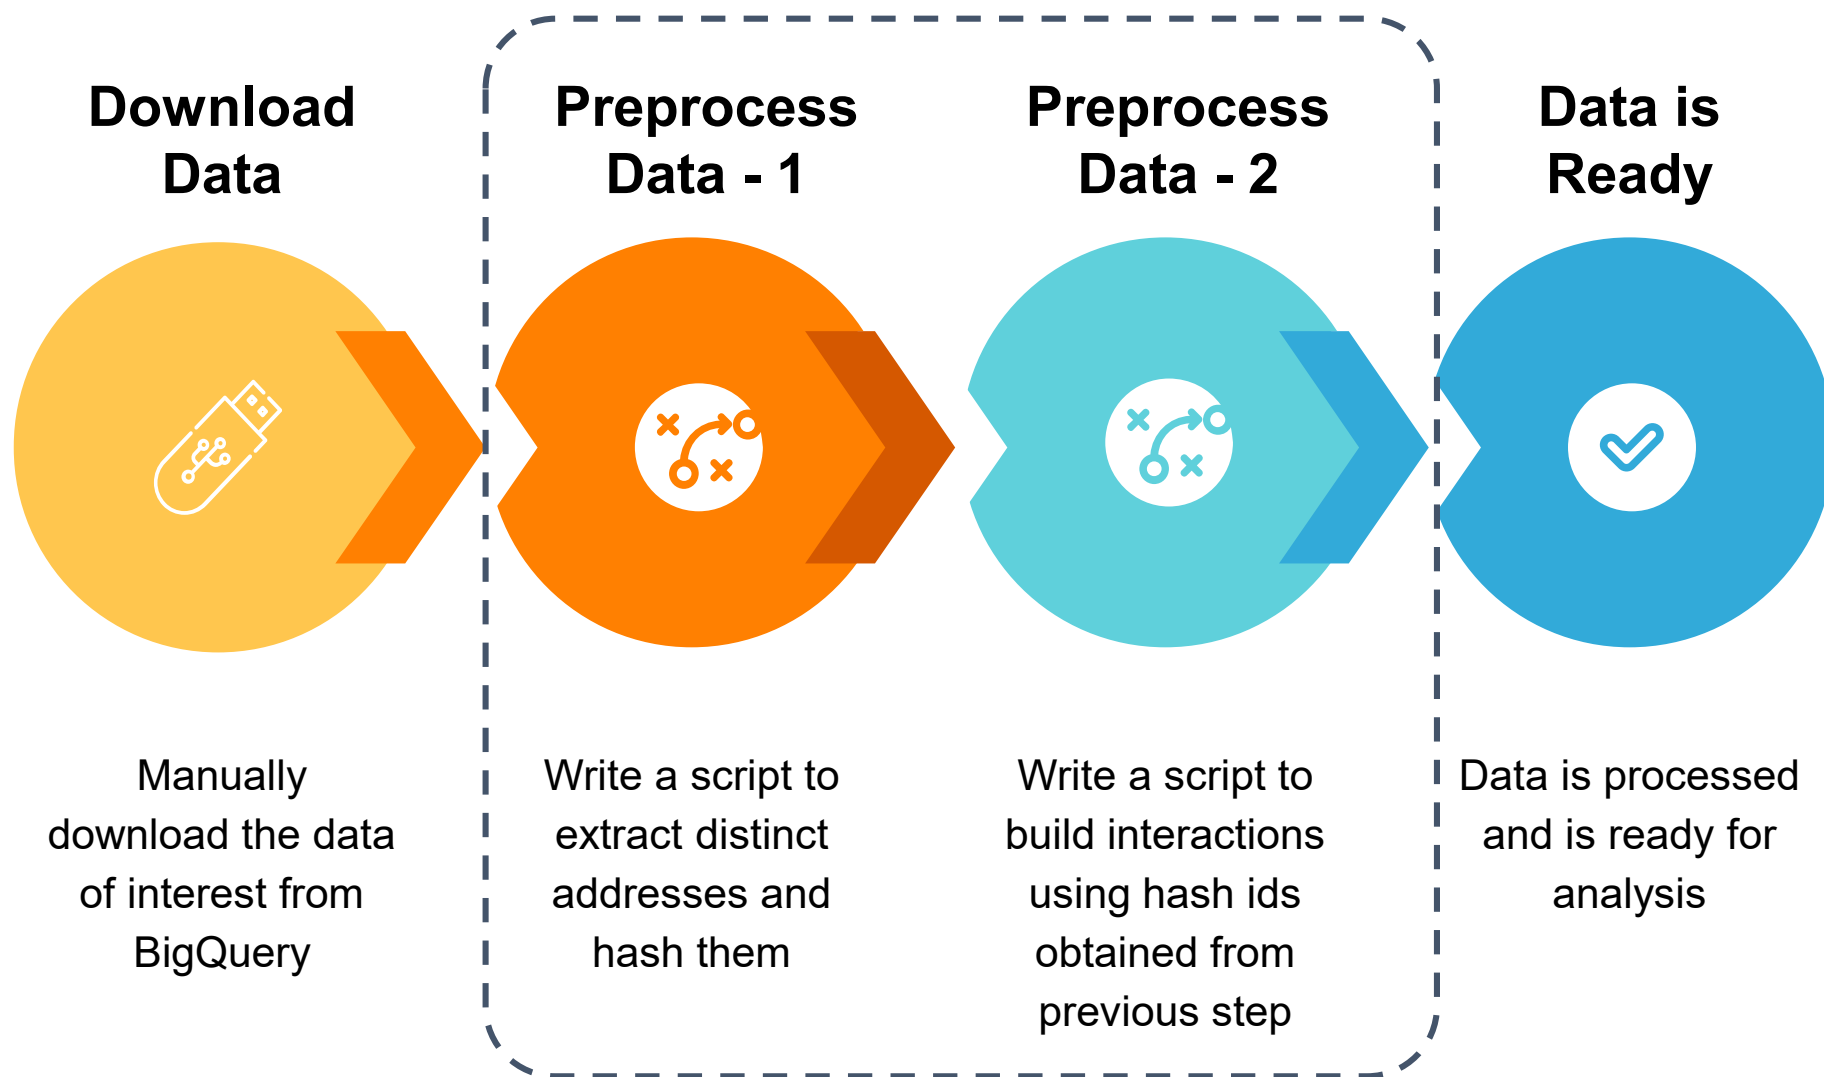 Download
Data
Manually
download the data
of interest from
BigQuery
Preprocess
Data - 1
Write a script to
extract distinct
addresses and
hash them
Preprocess
Data - 2
Write a script to
build interactions
using hash ids
obtained from
previous step
Data is
Ready
Data is processed
and is ready for
analysis